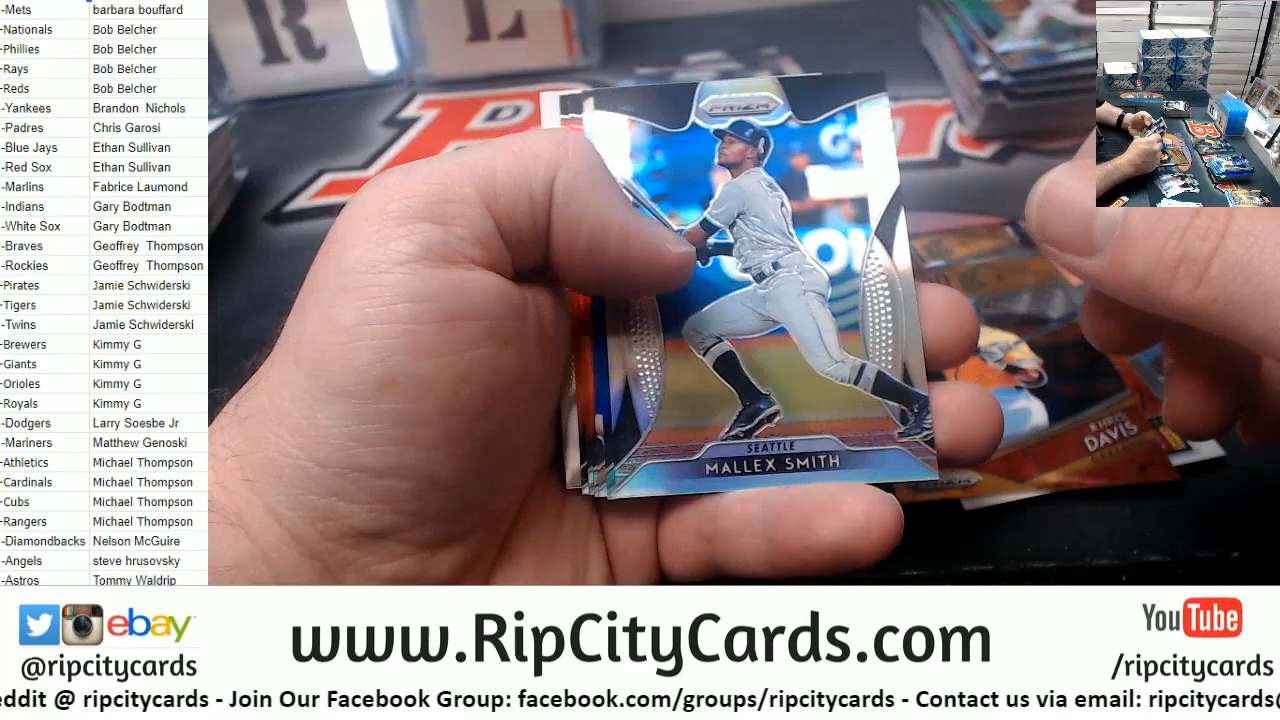 -Mets barbara bouffard
-Nationals Bob Belcher
-Phillies Bob Belcher
-Rays Bob Belcher
-Reds Bob Belcher
-Yankees Brandon Nichols
-Padres Chris Garosi
-Blue Jays Ethan Sullivan
-Red Sox Ethan Sullivan
-Marlins Fabrice Laumond
-Indians Gary Bodtman
-White Sox Gary Bodtman
-Braves Geoffrey Thompson
-Rockies Geoffrey Thompson
-Pirates Jamie Schwiderski
-Tigers Jamie Schwiderski
-Twins Jamie Schwiderski
-Brewers Kimmy G
-Giants Kimmy G
-Orioles Kimmy G
-Royals Kimmy G
-Dodgers Larry Soesbe Jr
-Mariners Matthew Genoski
-Athletics Michael Thompson
-Cardinals Michael Thompson
-Cubs Michael Thompson
-Rangers Michael Thompson
-Diamondbacks Nelson McGuire
-Angels steve hrusovsky
-Astros Tommy Waldrip
R L
PRIZM
SEATTLE
MALLEX SMITH
KHRIS
DAVIS
ebay
@ripcitycards
www.RipCityCards.com
YouTube
/ripcitycards
eddit @ ripcitycards - Join Our Facebook Group: facebook.com/groups/ripcitycards - Contact us via email: ripcitycards@